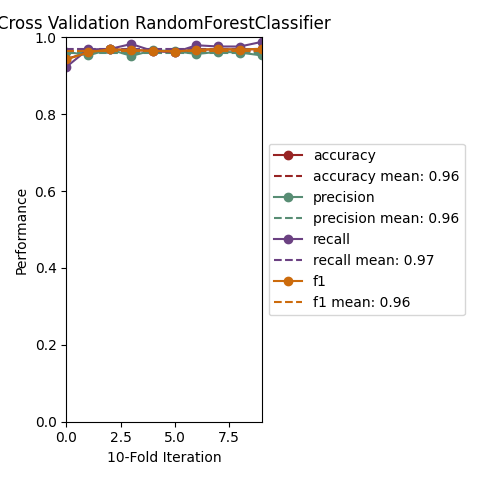 Cross Validation RandomForestClassifier
1.0
0.8
0.6
0.4
0.2
0.0
Performance
0.0 2.5 5.0 7.5
10-Fold Iteration
accuracy
accuracy mean: 0.96
precision
precision mean: 0.96
recall
recall mean: 0.97
f1
f1 mean: 0.96